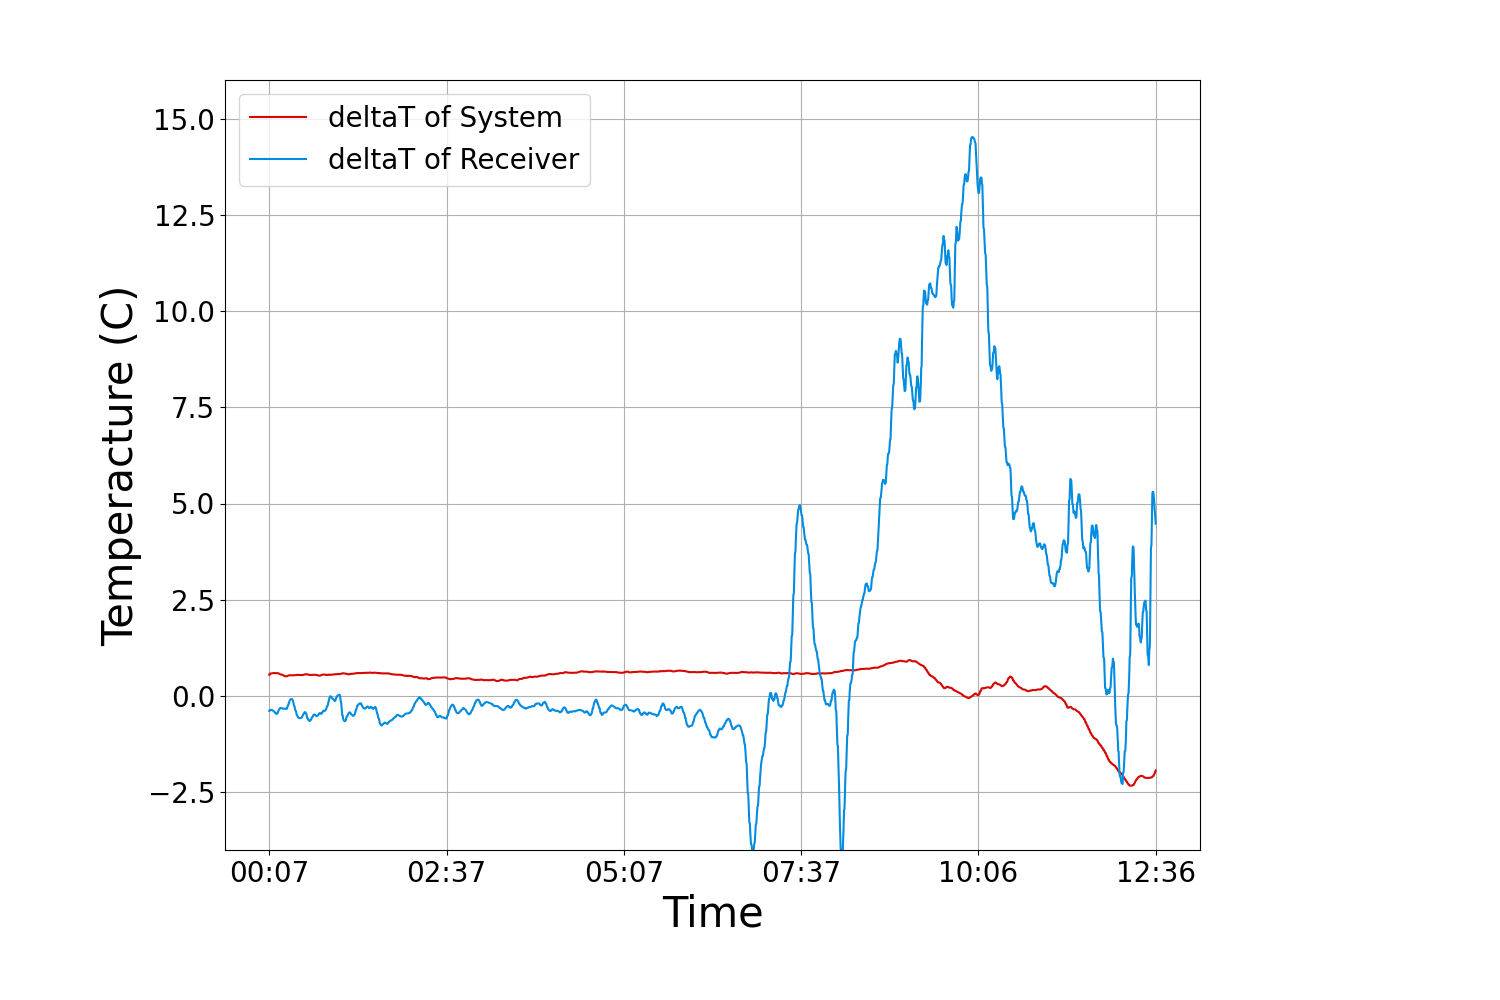 deltaT of System
deltaT of Receiver
15.0
12.5
10.0
7.5
5.0
2.5
0.0
−2.5
Temperacture (C)
00:07 02:37 05:07 07:37 10:06 12:36
Time